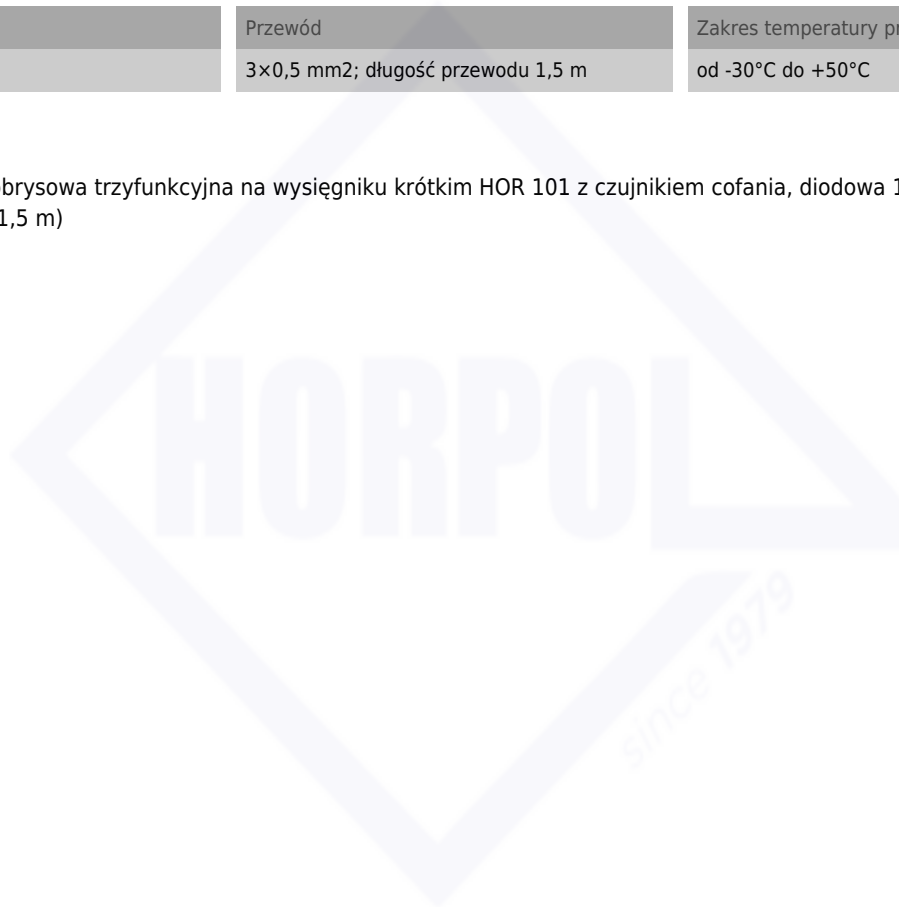 Przewód
Zakres temperatury
3×0,5 mm2; długość przewodu 1,5 m
od -30°C do +50°C
brysowa trzyfunkcyjna na wysięgniku krótkim HOR 101 z czujnikiem cofania, diodowa 1
1,5 m)
HORPOL
since 1979